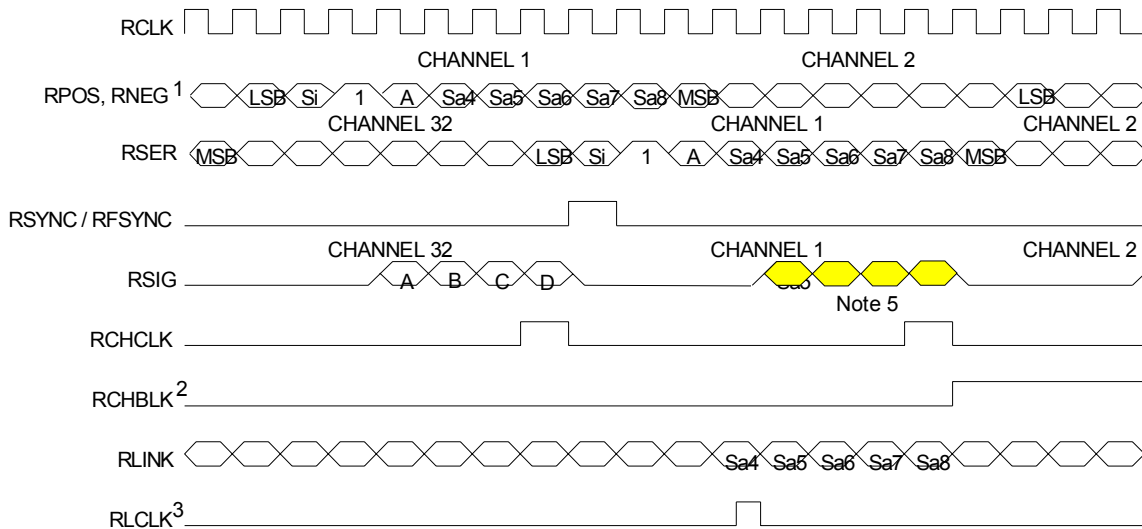 RCLK
CHANNEL 1 CHANNEL 2
RPOS, RNEG 1 LSB Si 1 A Sa4 Sa5 Sa6 Sa7 Sa8 MSB LSB
CHANNEL 32 CHANNEL 1 CHANNEL 2
RSER MSB LSB Si 1 A Sa4 Sa5 Sa6 Sa7 Sa8 MSB
RSYNC / RFSYNC
CHANNEL 32 CHANNEL 1 CHANNEL 2
RSIG A B C D
Note 5
RCHCLK
RCHBLK 2
RLINK Sa4 Sa5 Sa6 Sa7 Sa8
RLCLK 3